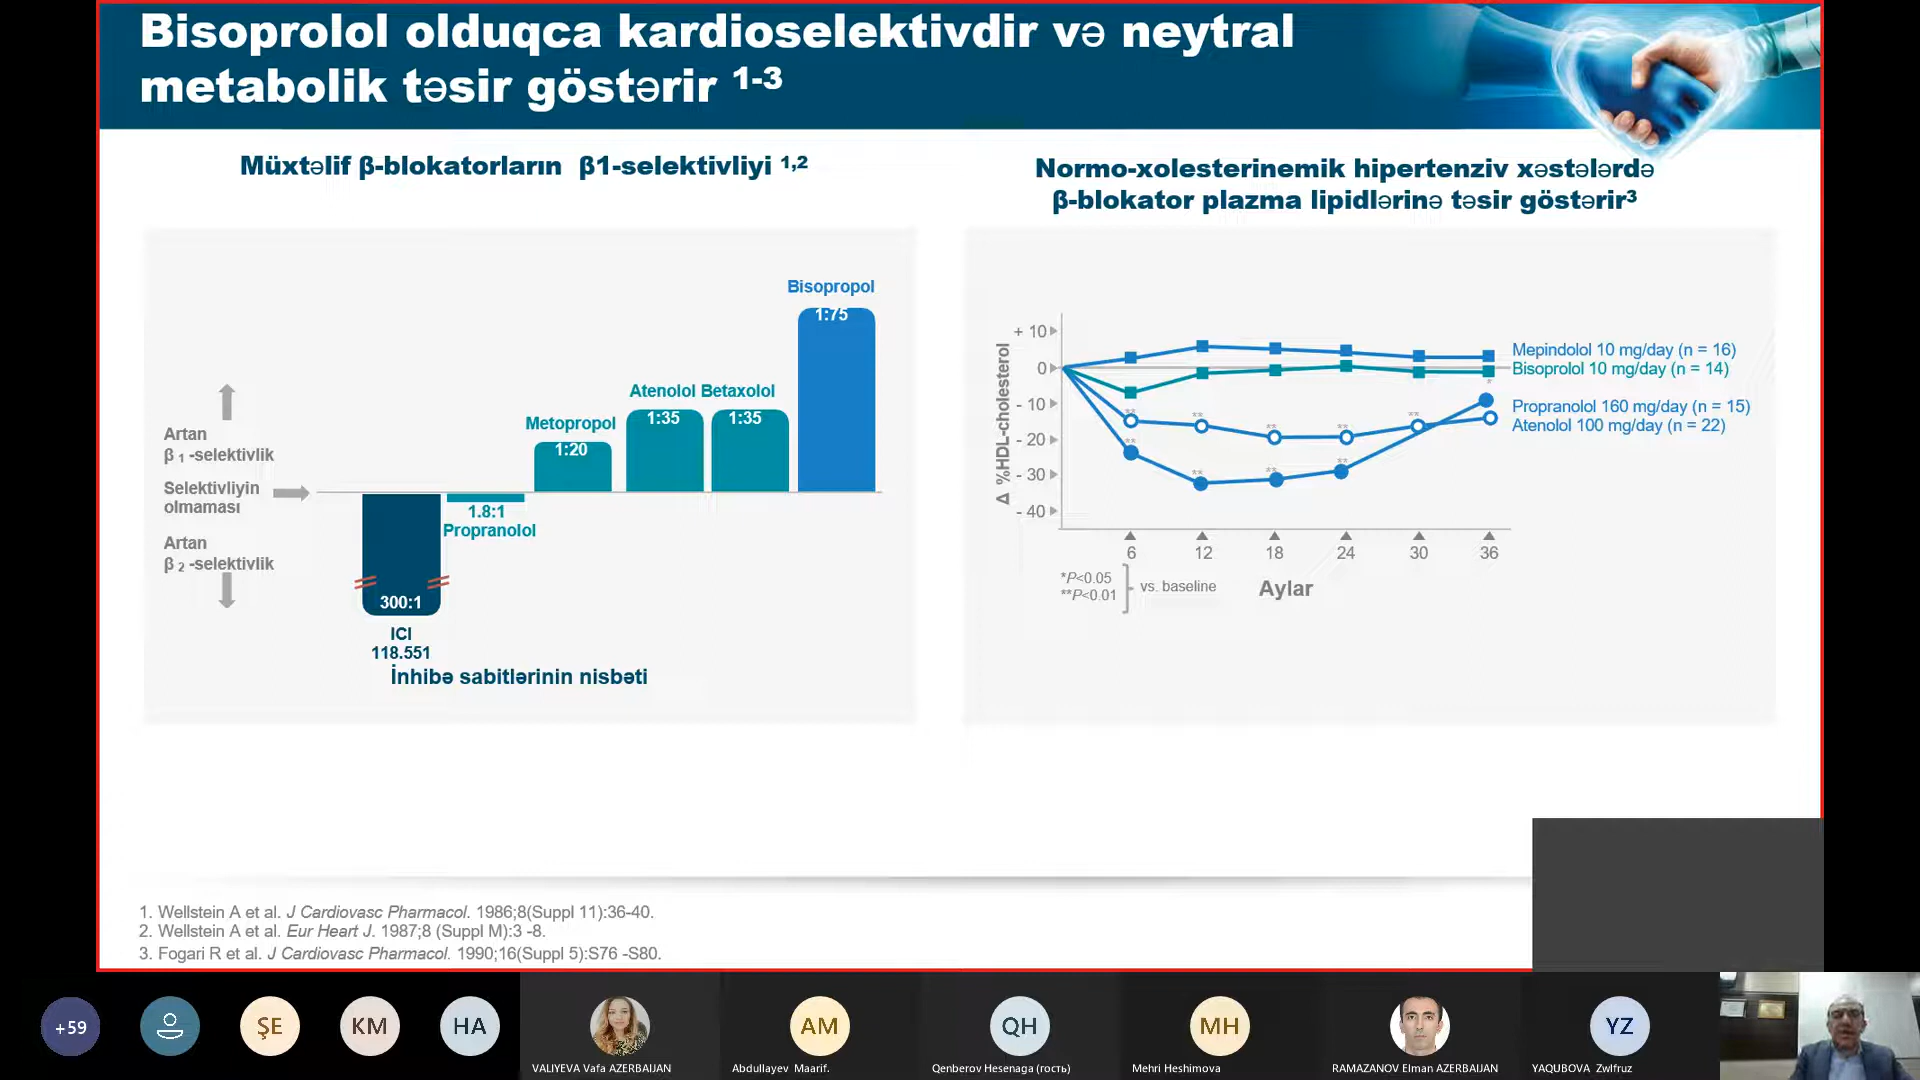 Bisoprolol olduqca kardioselektivdir və neytral
metabolik təsir göstərir 1-3
Müxtəlif β-blokatorların β1-selektivliyi 1,2
Bisopropol
1:75
Atenolol Betaxolol
1:35
1:35
Metopropol
1:20
Artan
β 1 -selektivlik
Selektivliyin
olmaması
Artan
β 2 -selektivlik
1.8:1
Propranolol
300:1
ICI
118.551
İnhibə sabitlərinin nisbəti
Normo-xolesterinemik hipertenziv xəstələrdə
β-blokator plazma lipidlərinə təsir göstərir3
Δ %HDL-cholesterol
+ 10
0
- 10
- 20
- 30
- 40
** ** ** ** **
** ** ** **
*
Mepindolol 10 mg/day (n = 16)
Bisoprolol 10 mg/day (n = 14)
Propranolol 160 mg/day (n = 15)
Atenolol 100 mg/day (n = 22)
6 12 18 24 30 36
*P<0.05
**P<0.01
vs. baseline
Aylar
1. Wellstein A et al. J Cardiovasc Pharmacol. 1986;8(Suppl 11):36-40.
2. Wellstein A et al. Eur Heart J. 1987;8 (Suppl M):3 -8.
3. Fogari R et al. J Cardiovasc Pharmacol. 1990;16(Suppl 5):S76 -S80.
+59
ŞE
KM
HA
AM
QH
MH
YZ
VALIYEVA Vafa AZERBAIJAN
Abdullayev Maarif.
Qenberov Hesenaga (гость)
Mehri Heshimova
RAMAZANOV Elman AZERBAIJAN
YAQUBOVA Zwlfruz